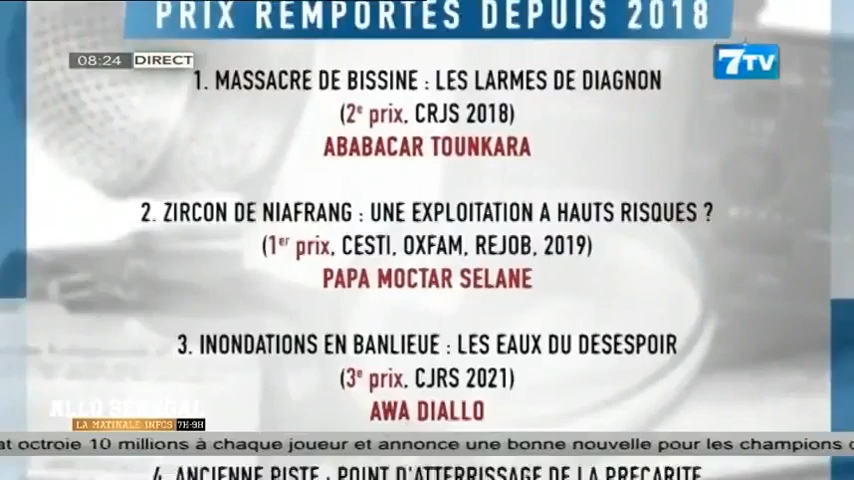 PRIX REMPORTES DEPUIS 2018
08:24 DIRECT
7TV
1. MASSACRE DE BISSINE : LES LARMES DE DIAGNON
(2e prix, CRJS 2018)
ABABACAR TOUNKARA
2. ZIRCON DE NIAFRANG : UNE EXPLOITATION A HAUTS RISQUES ?
(1er prix, CESTI, OXFAM, REJOB, 2019)
PAPA MOCTAR SELANE
3. INONDATIONS EN BANLIEUE : LES EAUX DU DESESPOIR
(3e prix, CJRS 2021)
AWA DIALLO
ALLO SENEGAL
LA MATINALE INFOS 7H-9H
at octroie 10 millions à chaque joueur et annonce une bonne nouvelle pour les champions
4. ANCIENNE PISTE : POINT D'ATTERRISSAGE DE LA PRECARITE